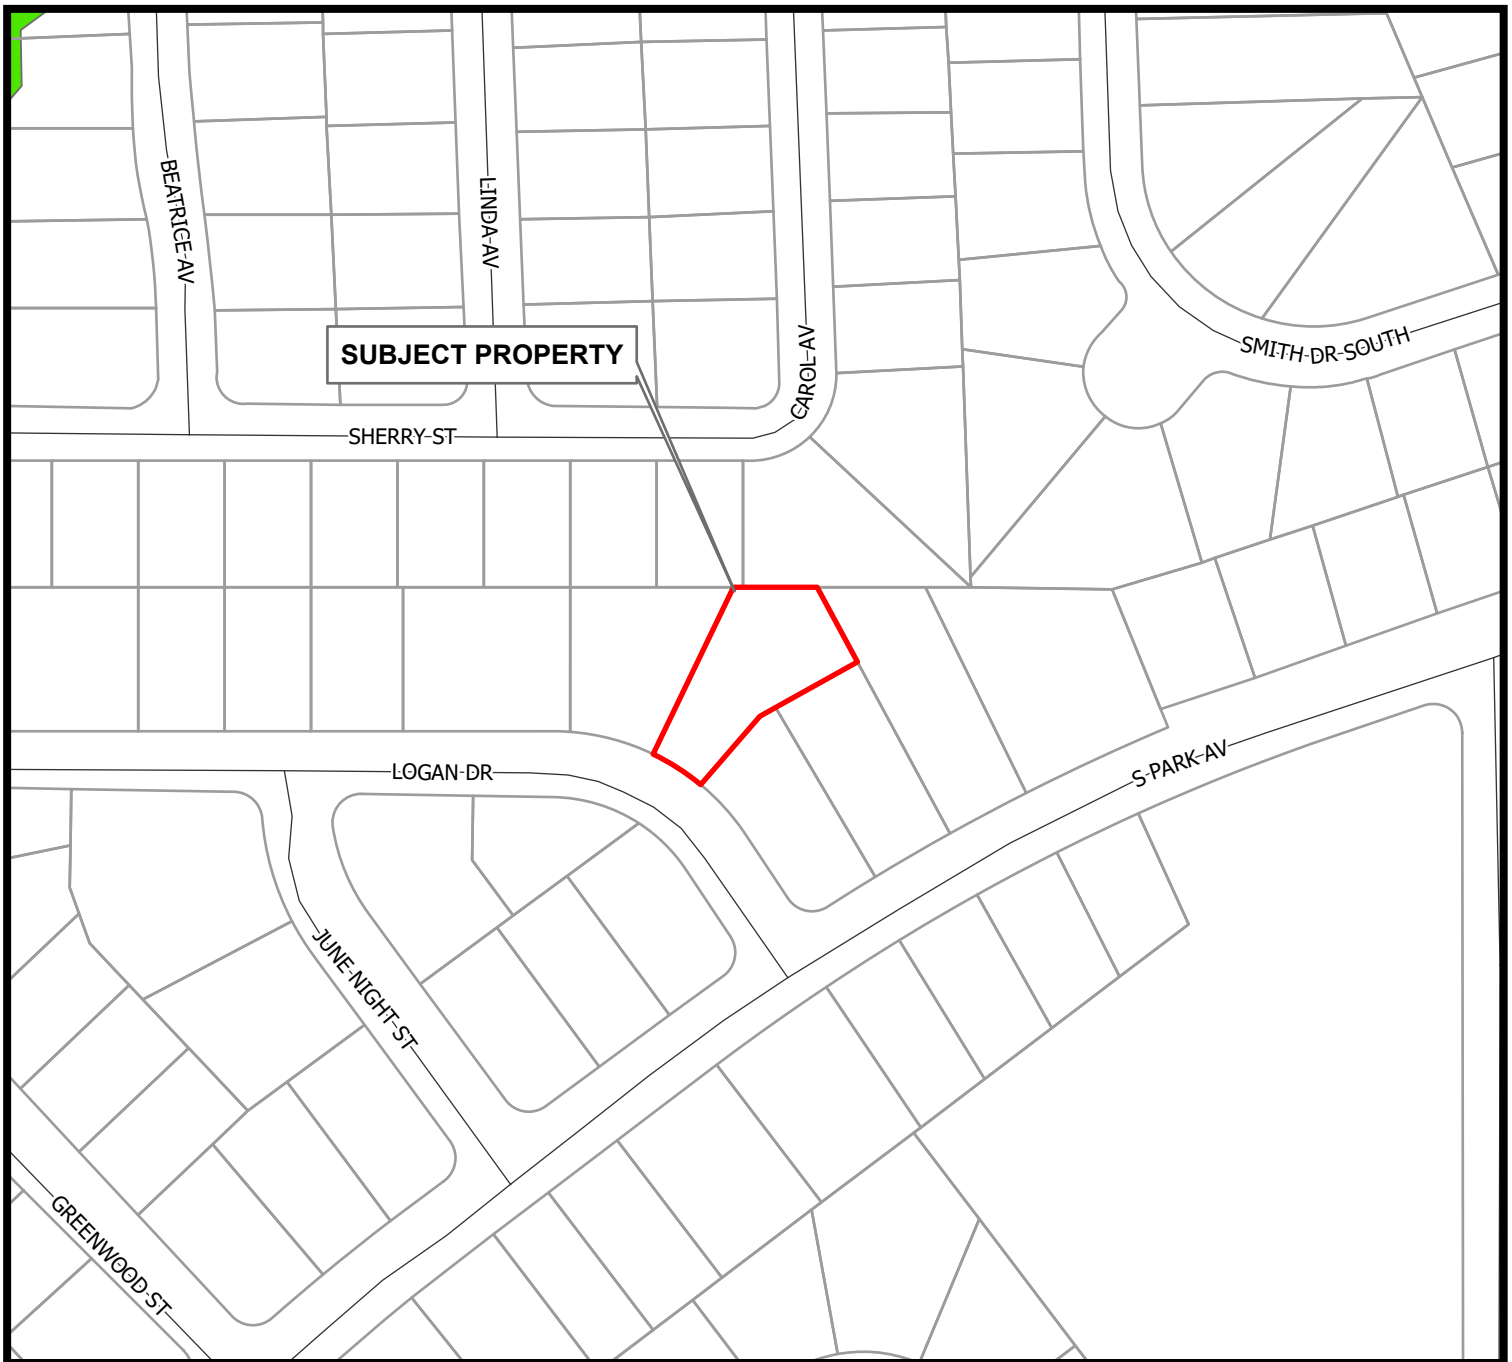 BEATRICE AV
LINDA AV
CAROL AV
SMITH DR SOUTH
SUBJECT PROPERTY
SHERRY ST
LOGAN DR
S PARK AV
JUNE NIGHT ST
GREENWOOD ST